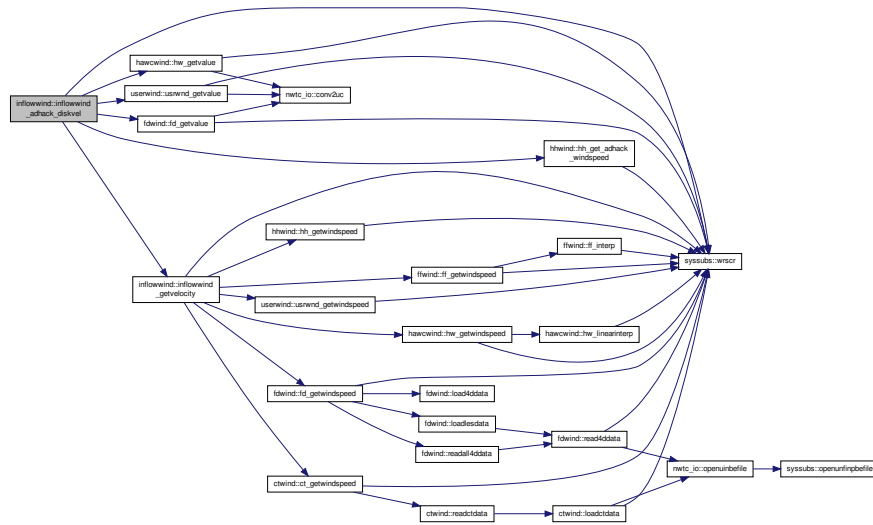 hawcwind::hw_getvalue
userwind::usrwnd_getvalue
nwtc_io::conv2uc
inflowwind::inflowwind
_adhack_diskvel
fdwind::fd_getvalue
hhwind::hh_get_adhack
_windspeed
hhwind::hh_getwindspeed
ffwind::ff_interp
syssubs::wrscr
ffwind::ff_getwindspeed
inflowwind::inflowwind
_getvelocity
userwind::usrwnd_getwindspeed
hawcwind::hw_getwindspeed
hawcwind::hw_linearinterp
fdwind::fd_getwindspeed
fdwind::load4ddata
fdwind::loadlesdata
fdwind::read4ddata
fdwind::readall4ddata
nwtc_io::openuinbefile
syssubs::openunfinpbefile
ctwind::ct_getwindspeed
ctwind::readctdata
ctwind::loadctdata